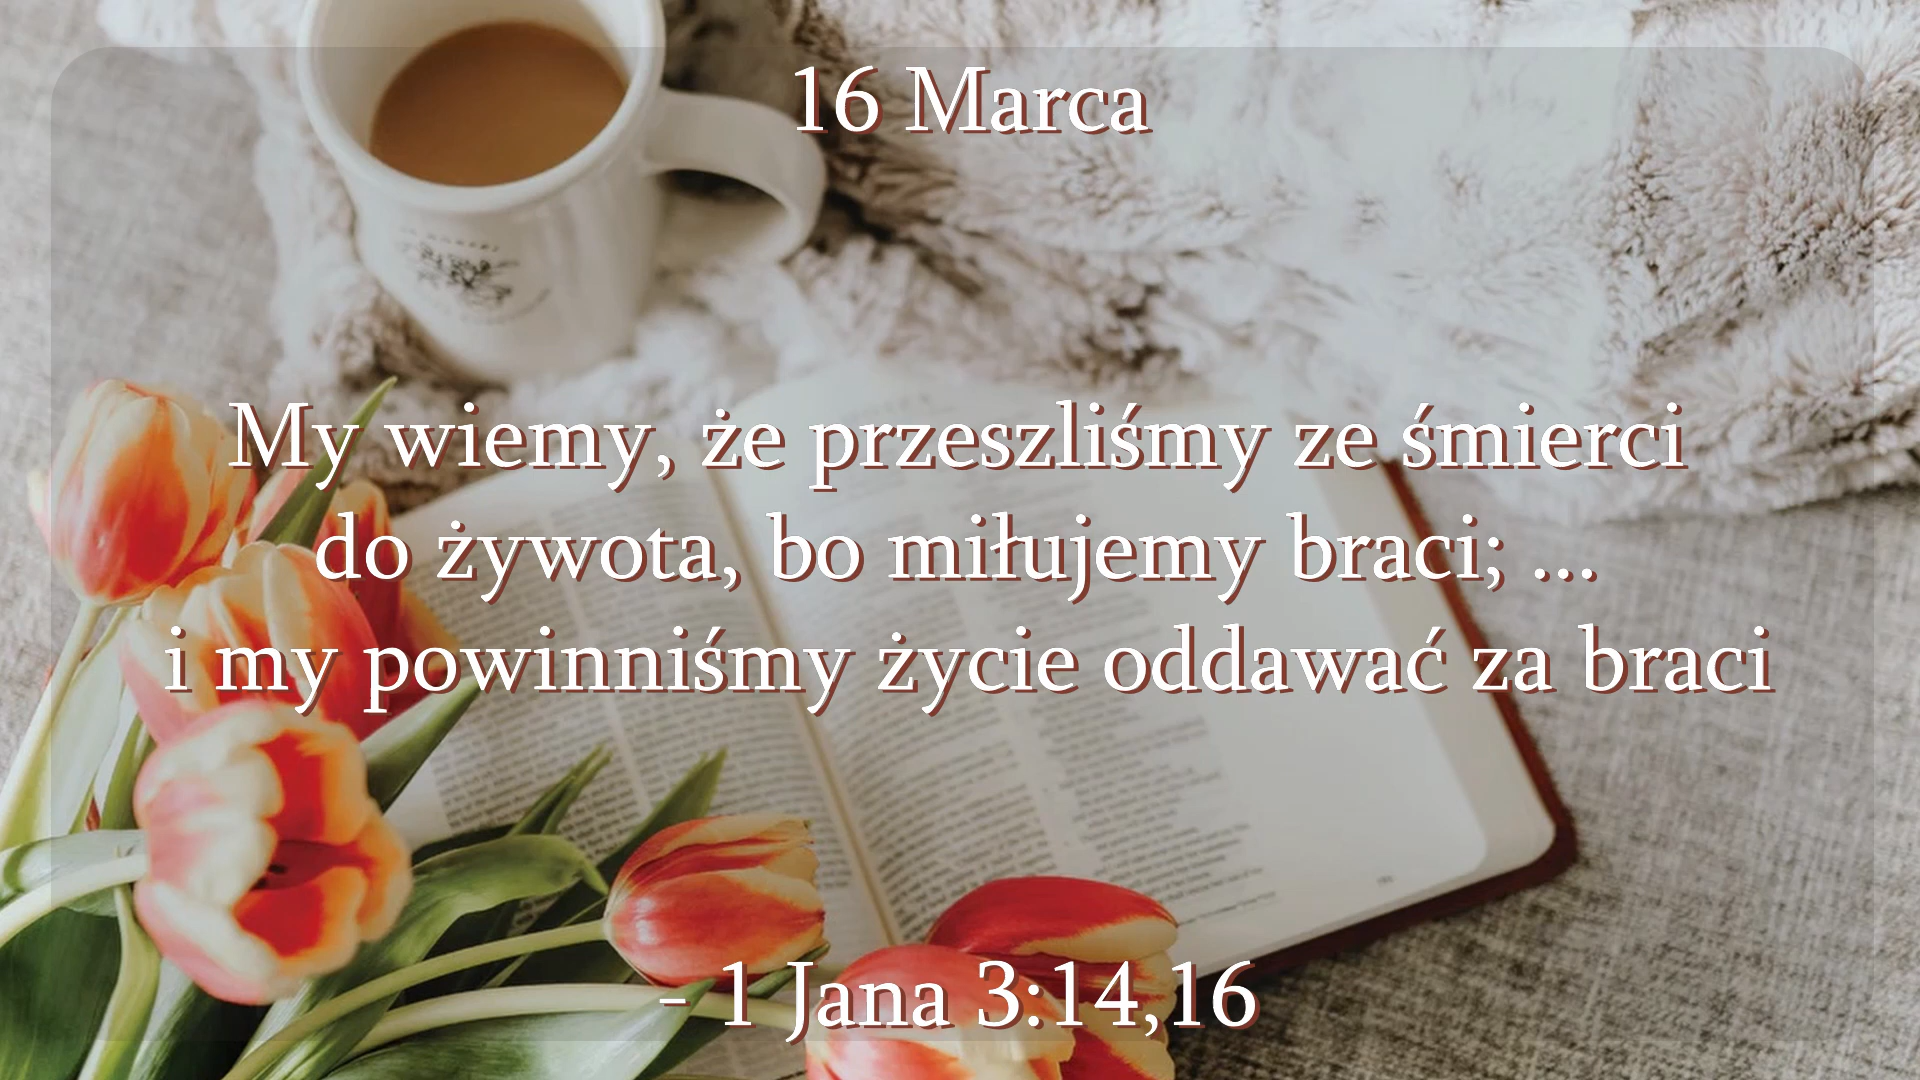 16 Marca
My wiemy, że przeszliśmy ze śmierci
do żywota, bo miłujemy braci; ...
i my powinniśmy życie oddawać za braci
- 1 Jana 3:14,16